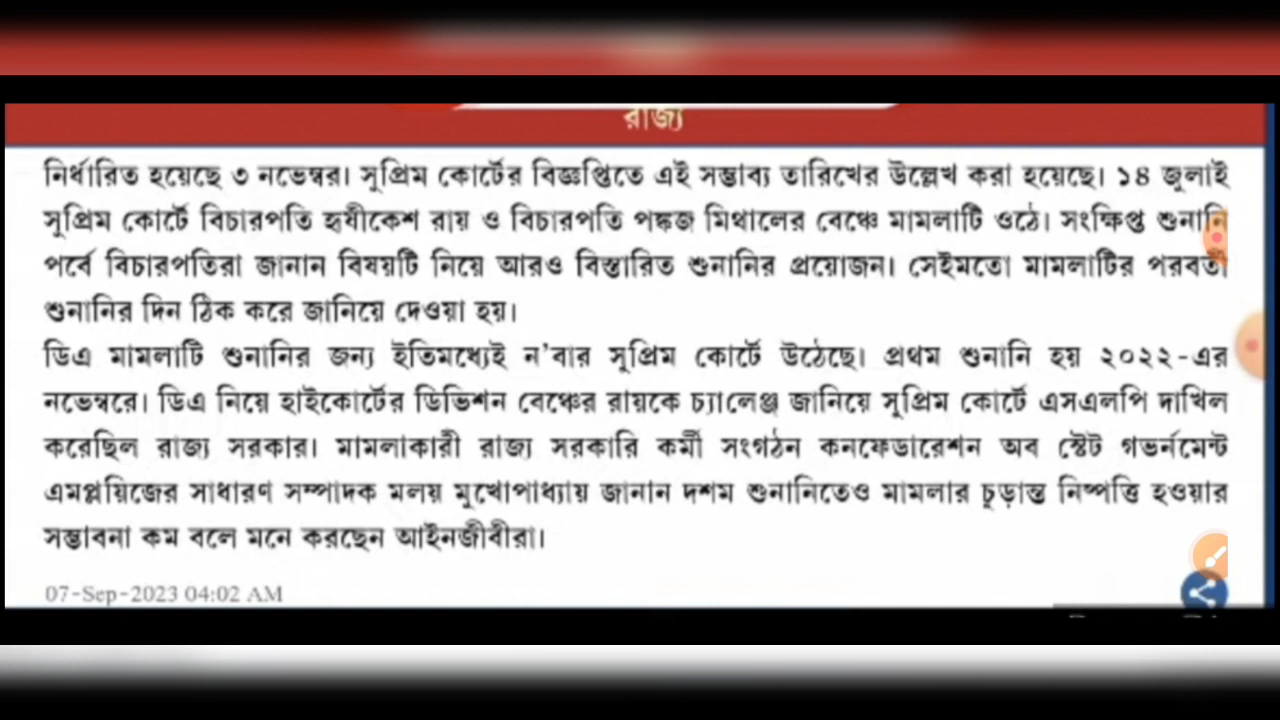 রাজ্য
নির্ধারিত হয়েছে ৩ নভেম্বর। সুপ্রিম কোর্টের বিজ্ঞপ্তিতে এই সম্ভাব্য তারিখের উল্লেখ করা হয়েছে। ১৪ জুলাই
সুপ্রিম কোর্টে বিচারপতি হৃষীকেশ রায় ও বিচারপতি পঙ্কজ মিথালের বেঞ্চে মামলাটি ওঠে। সংক্ষিপ্ত শুনানি
পর্বে বিচারপতিরা জানান বিষয়টি নিয়ে আরও বিস্তারিত শুনানির প্রয়োজন। সেইমতো মামলাটির পরবর্তী
শুনানির দিন ঠিক করে জানিয়ে দেওয়া হয়।
ডিএ মামলাটি শুনানির জন্য ইতিমধ্যেই ন'বার সুপ্রিম কোর্টে উঠেছে। প্রথম শুনানি হয় ২০২২-এর
নভেম্বরে। ডিএ নিয়ে হাইকোর্টের ডিভিশন বেঞ্চের রায়কে চ্যালেঞ্জ জানিয়ে সুপ্রিম কোর্টে এসএলপি দাখিল
করেছিল রাজ্য সরকার। মামলাকারী রাজ্য সরকারি কর্মী সংগঠন কনফেডারেশন অব স্টেট গভর্নমেন্ট
এমপ্লয়িজের সাধারণ সম্পাদক মলয় মুখোপাধ্যায় জানান দশম শুনানিতেও মামলার চূড়ান্ত নিষ্পত্তি হওয়ার
সম্ভাবনা কম বলে মনে করছেন আইনজীবীরা।
07-Sep-2023 04:02 AM